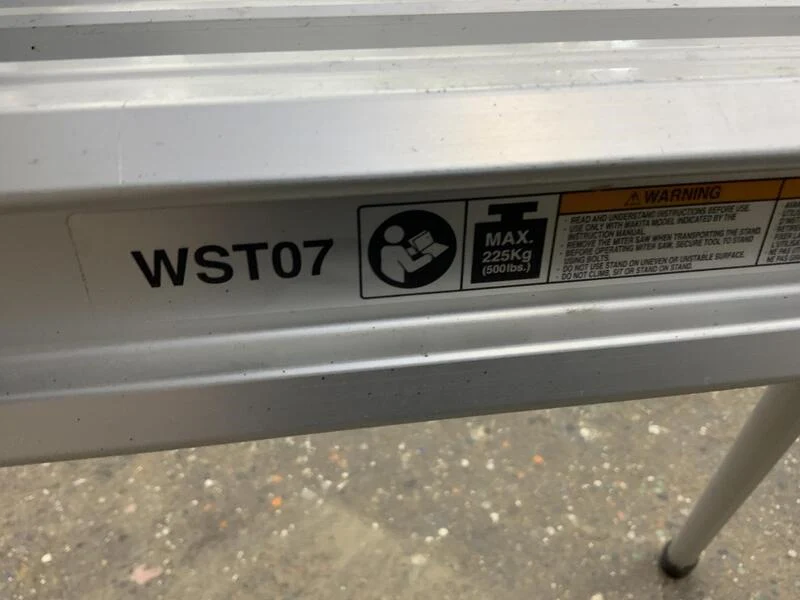 WST07
MAX.
225Kg
(500lbs.)
WARNING
- READ AND UNDERSTAND INSTRUCTIONS BEFORE USE.
- USE ONLY WITH MAKITA MODEL INDICATED BY THE
INSTRUCTION MANUAL.
- REMOVE THE MITER SAW WHEN TRANSPORTING THE STAND.
- BEFORE OPERATING MITER SAW, SECURE TOOL TO STAND
USING BOLTS.
- DO NOT USE STAND ON UNEVEN OR UNSTABLE SURFACE.
- DO NOT CLIMB, SIT OR STAND ON STAND.